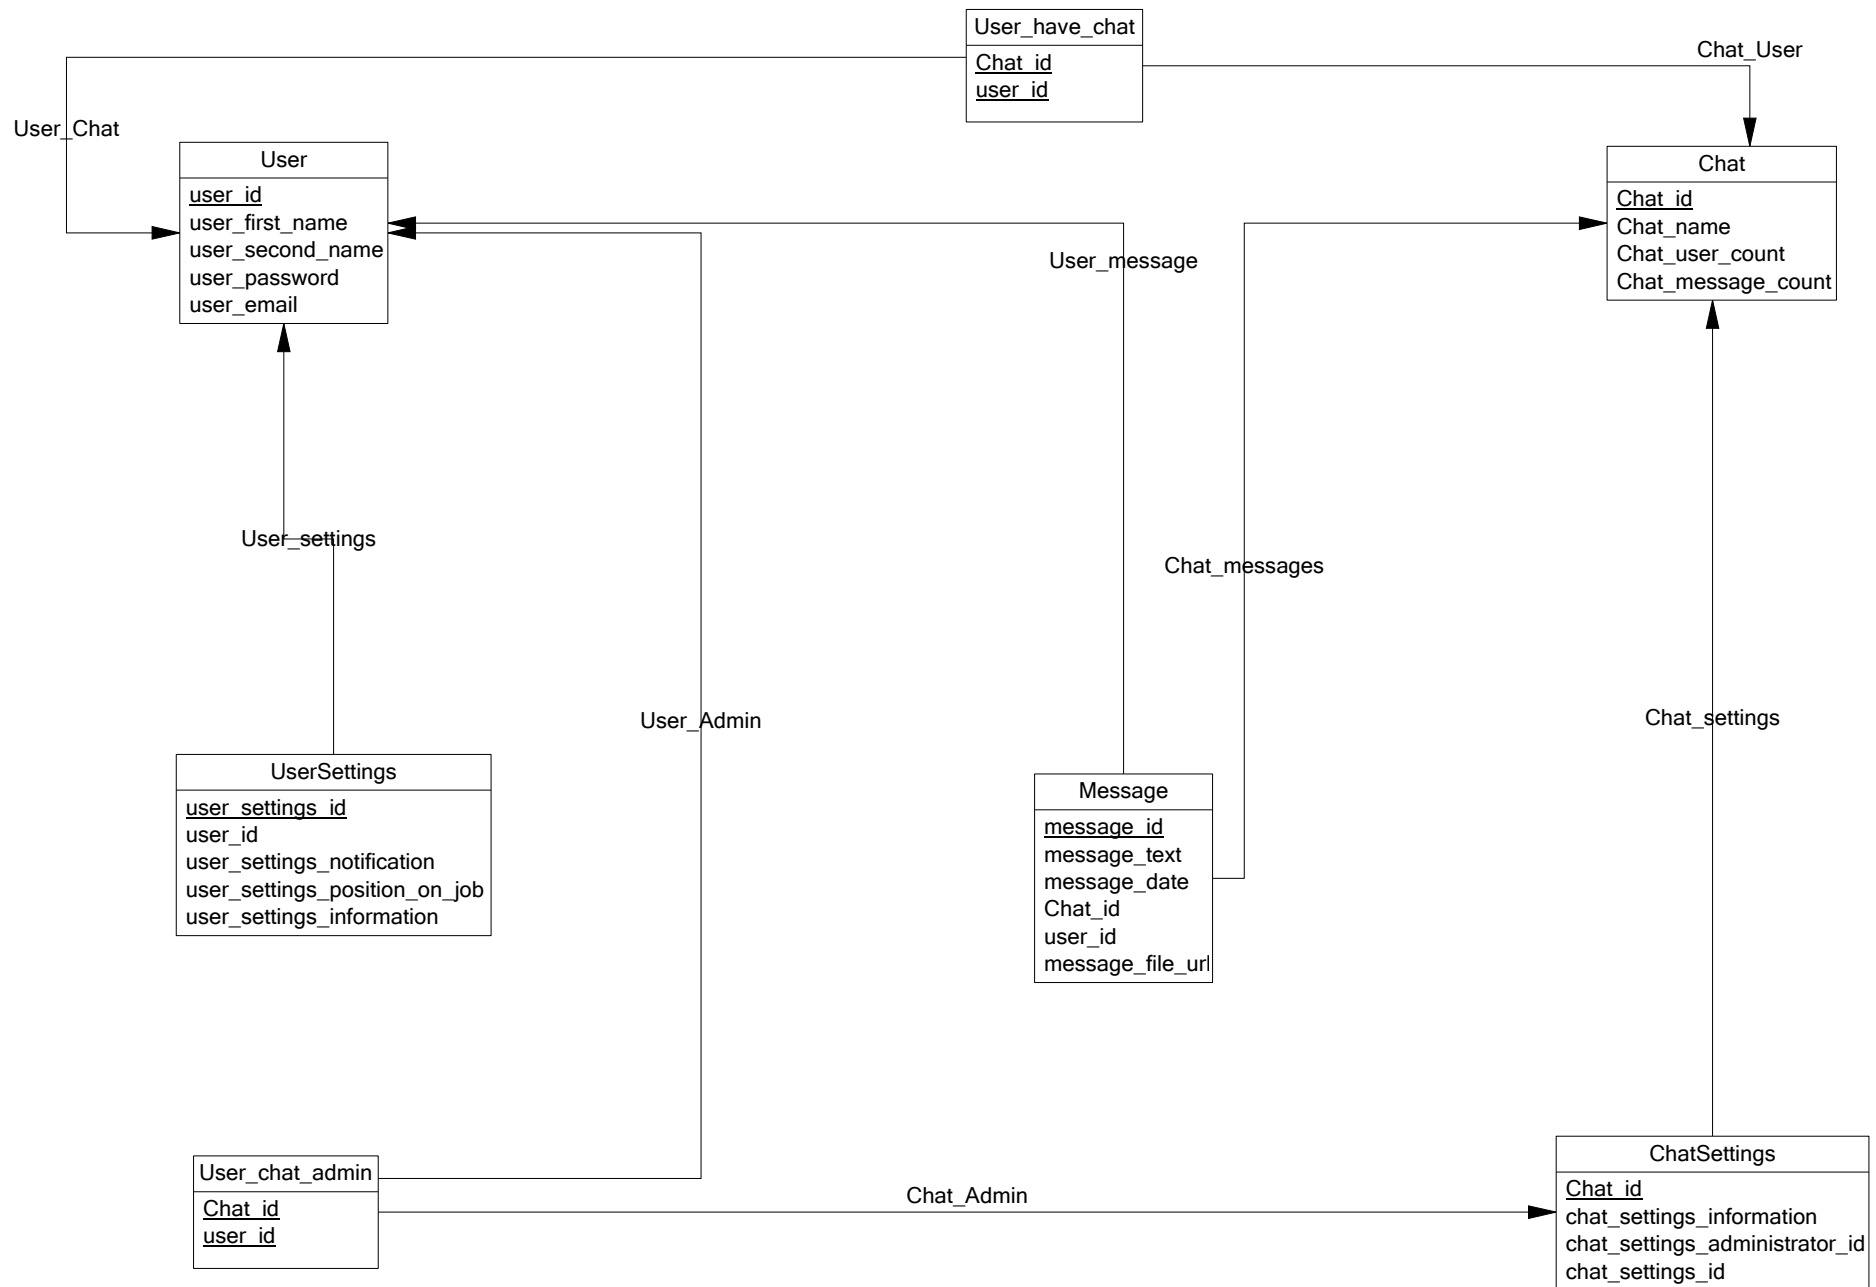 User_have_chat
Chat_id
user_id
Chat_User
User_Chat
User
user_id
user_first_name
user_second_name
user_password
user_email
Chat
Chat_id
Chat_name
Chat_user_count
Chat_message_count
User_message
User_settings
Chat_messages
User_Admin
Chat_settings
UserSettings
user_settings_id
user_id
user_settings_notification
user_settings_position_on_job
user_settings_information
Message
message_id
message_text
message_date
Chat_id
user_id
message_file_url
User_chat_admin
Chat_id
user_id
Chat_Admin
ChatSettings
Chat_id
chat_settings_information
chat_settings_administrator_id
chat_settings_id